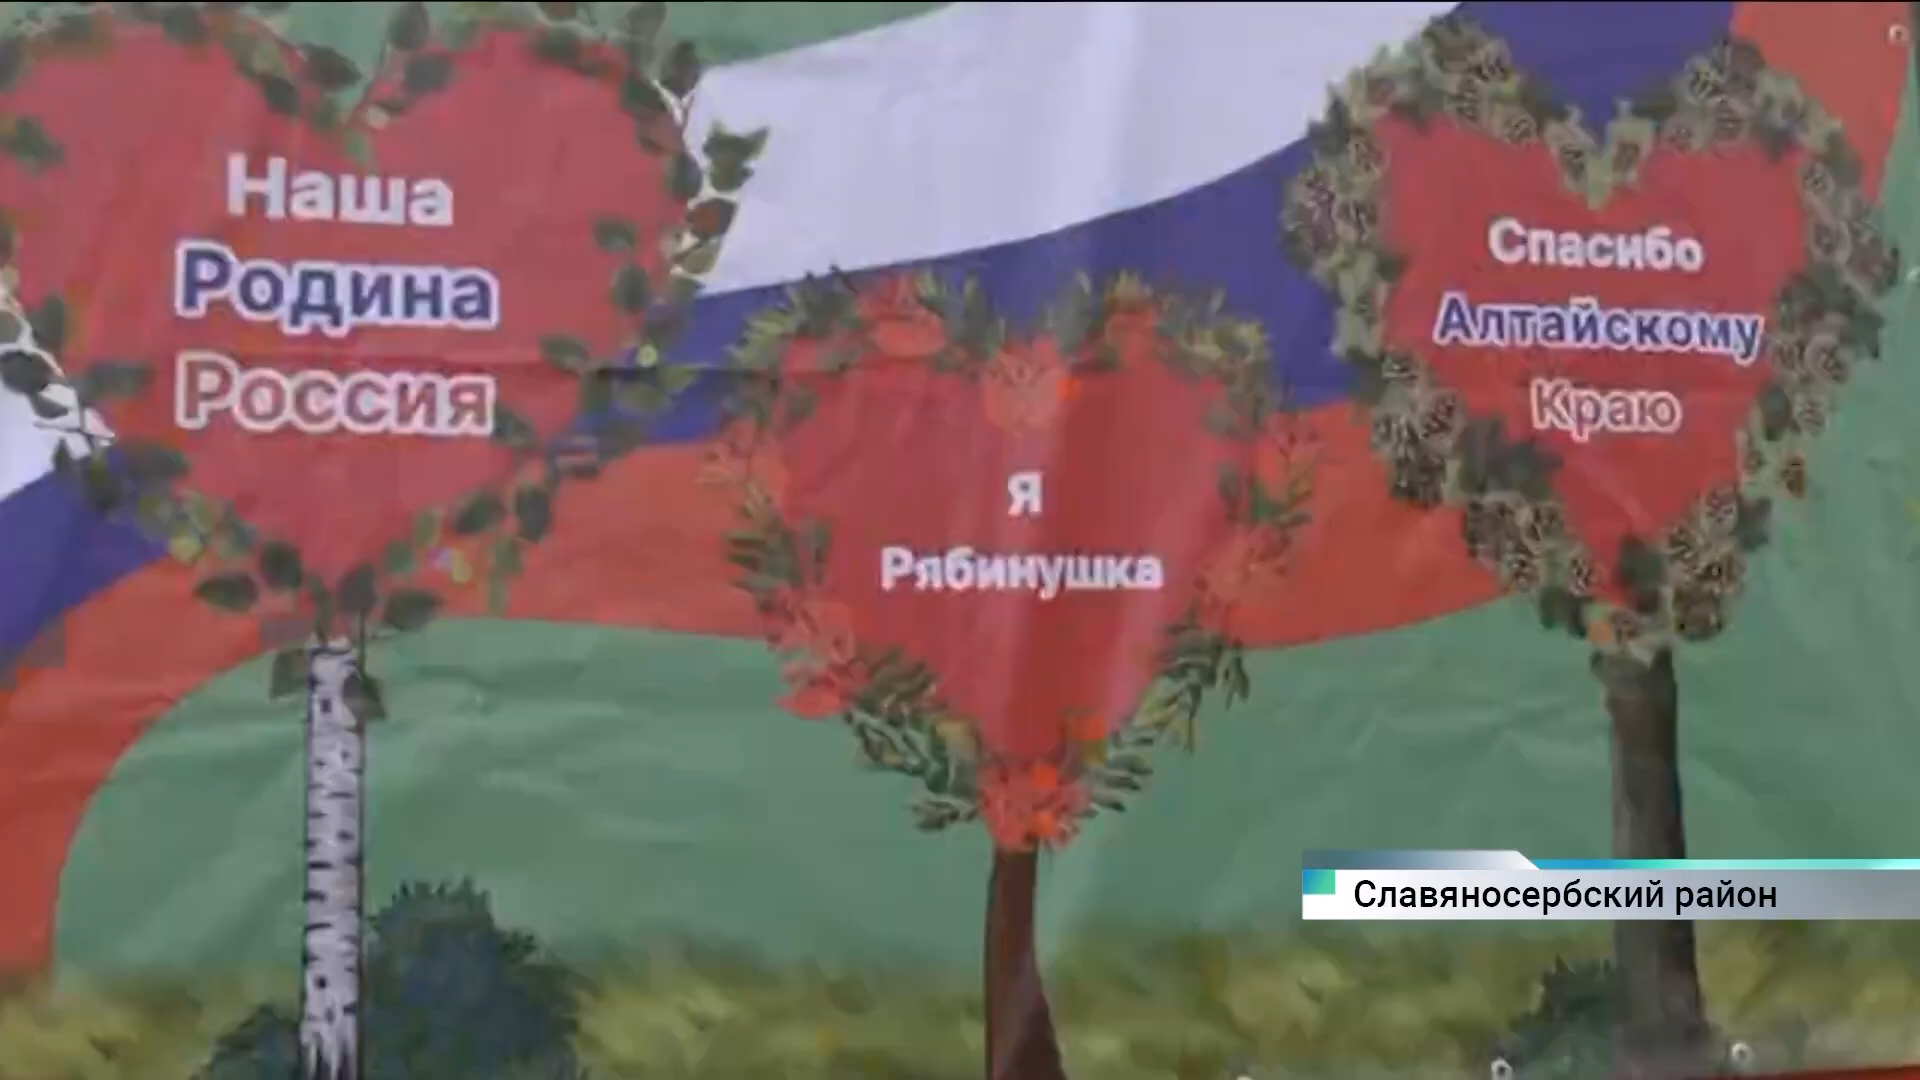 Наша
Родина
Россия
Я
Рябинушка
Спасибо
Алтайскому
Краю
Славяносербский район